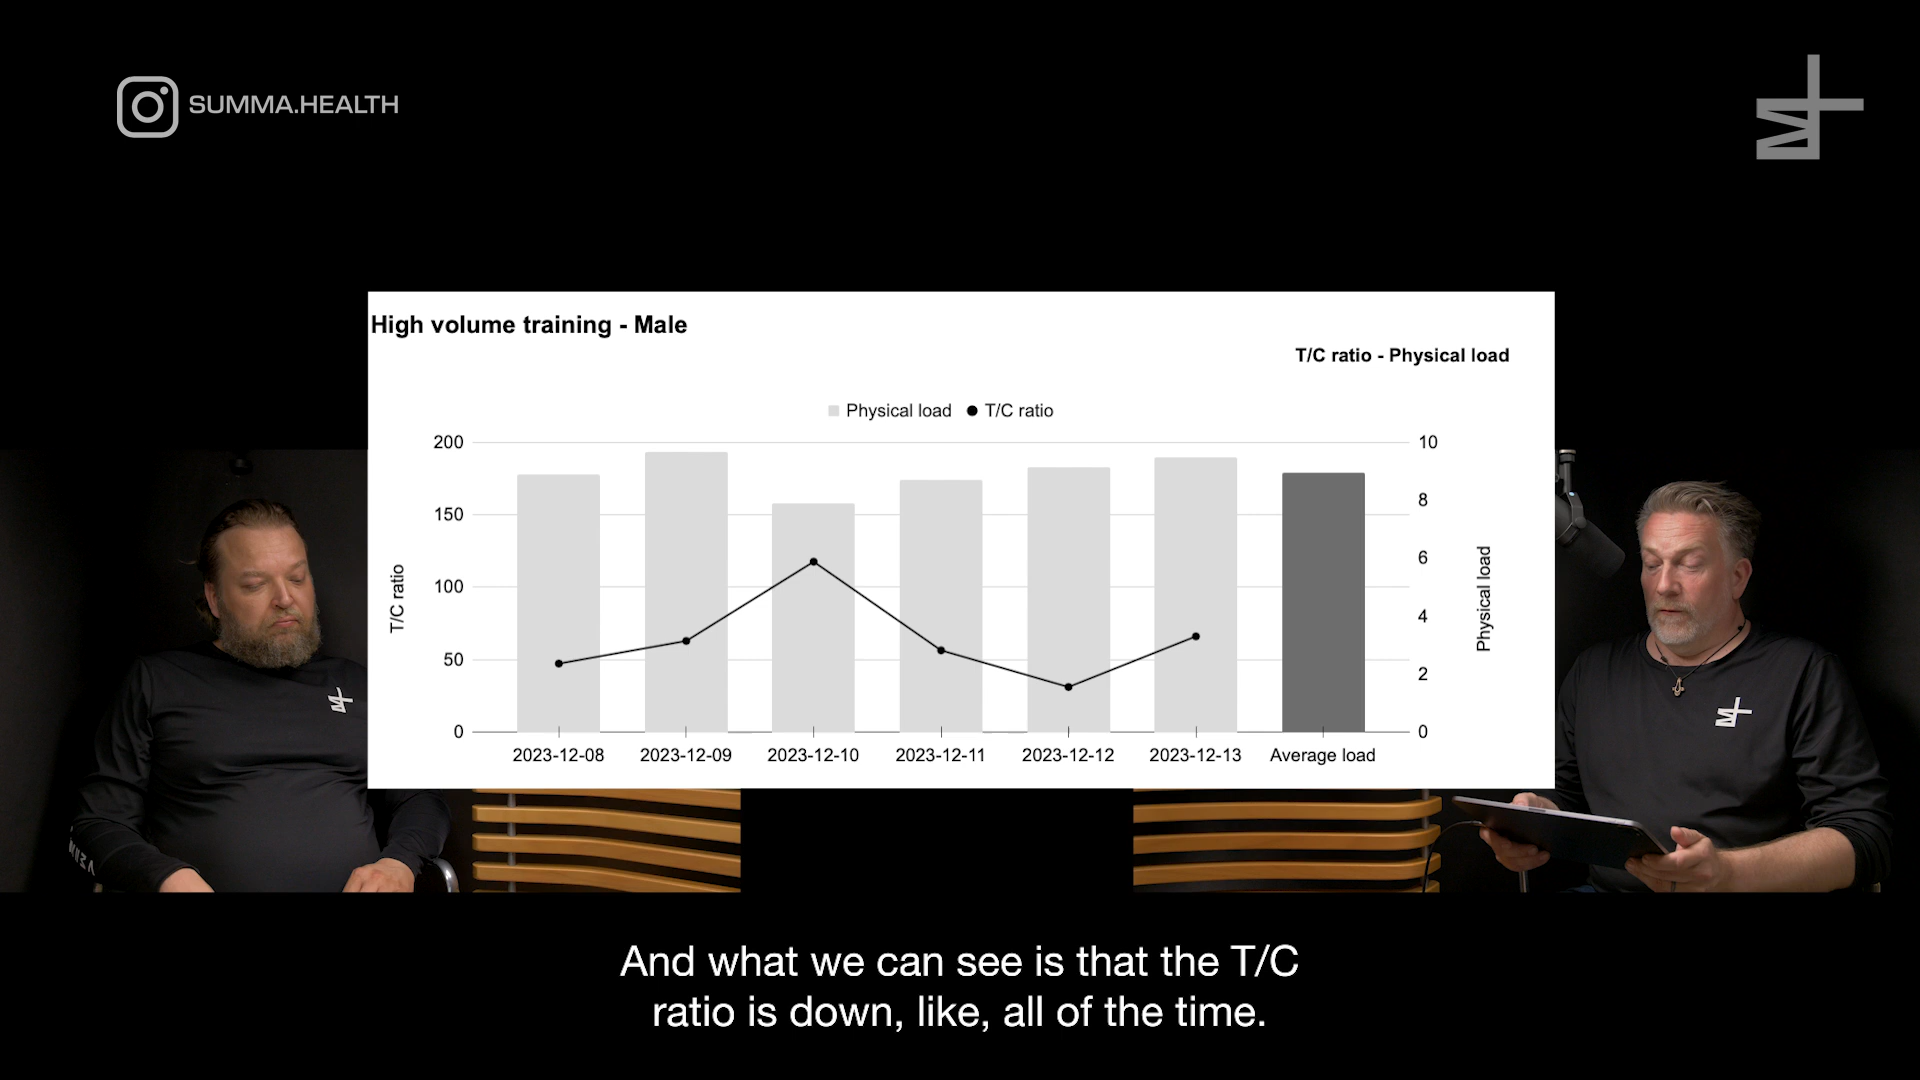 SUMMA.HEALTH
High volume training - Male
T/C ratio - Physical load
Physical load
T/C ratio
200
150
100
50
0
T/C ratio
10
8
6
4
2
0
Physical load
2023-12-08
2023-12-09
2023-12-10
2023-12-11
2023-12-12
2023-12-13
Average load
And what we can see is that the T/C
ratio is down, like, all of the time.